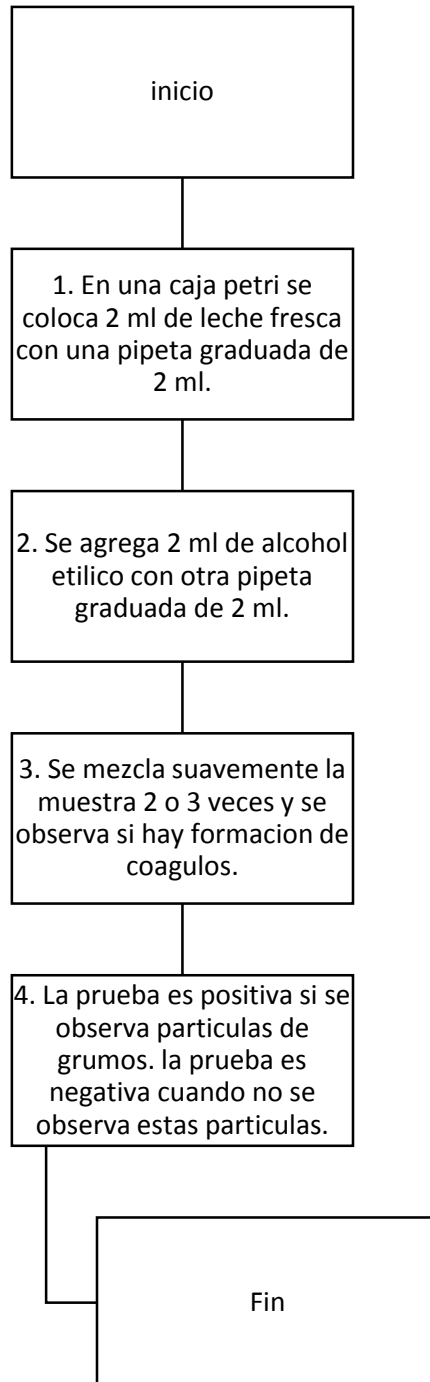 inicio
1. En una caja petri se
coloca 2 ml de leche fresca
con una pipeta graduada de
2 ml.
2. Se agrega 2 ml de alcohol
etilico con otra pipeta
graduada de 2 ml.
3. Se mezcla suavemente la
muestra 2 o 3 veces y se
observa si hay formacion de
coagulos.
4. La prueba es positiva si se
observa particulas de
grumos. la prueba es
negativa cuando no se
observa estas particulas.
Fin